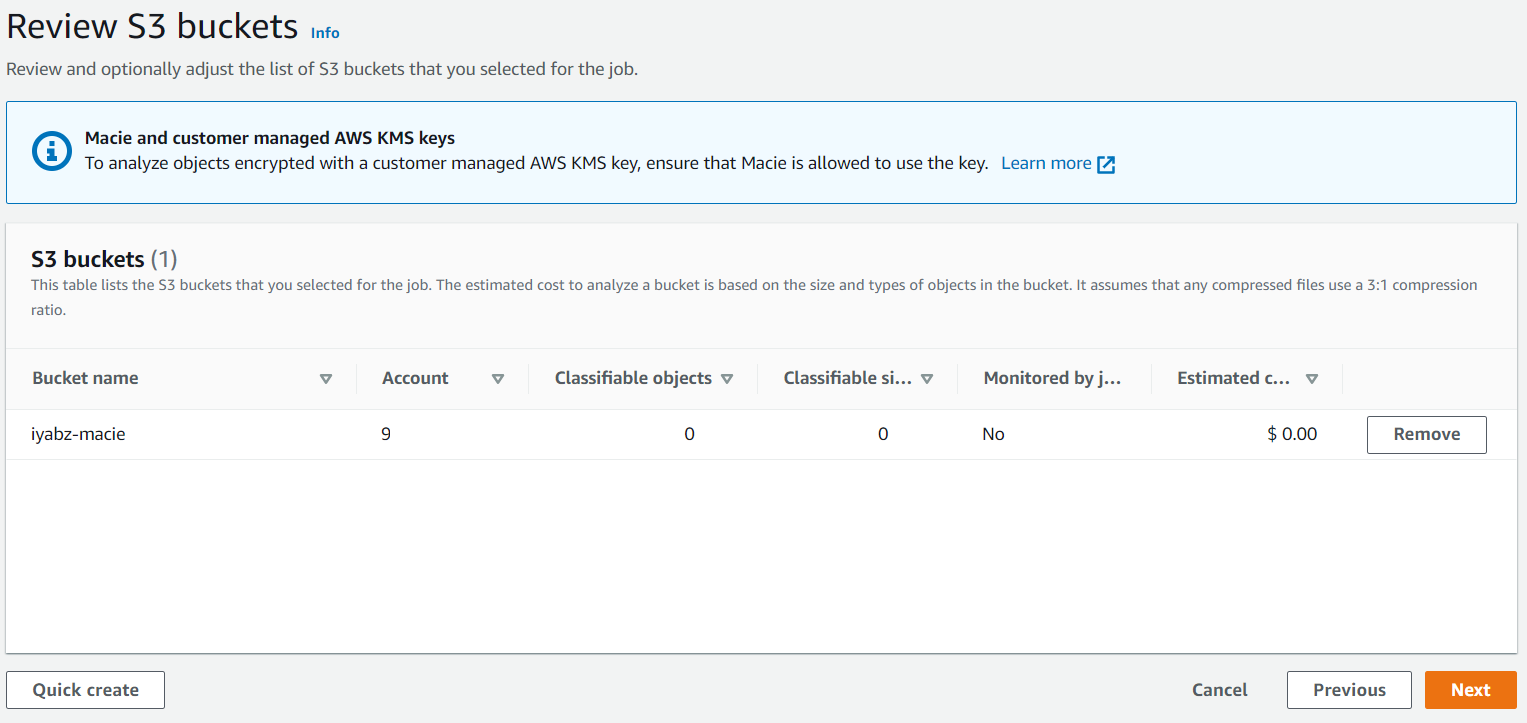 Review S3 buckets Info
Review and optionally adjust the list of S3 buckets that you selected for the job.
Macie and customer managed AWS KMS keys
To analyze objects encrypted with a customer managed AWS KMS key, ensure that Macie is allowed to use the key. Learn more
S3 buckets (1)
This table lists the S3 buckets that you selected for the job. The estimated cost to analyze a bucket is based on the size and types of objects in the bucket. It assumes that any compressed files use a 3:1 compression
ratio.
Bucket name Account Classifiable objects Classifiable si... Monitored by j... Estimated c...
iyabz-macie 9 0 0 No $ 0.00 Remove
Quick create Cancel Previous Next